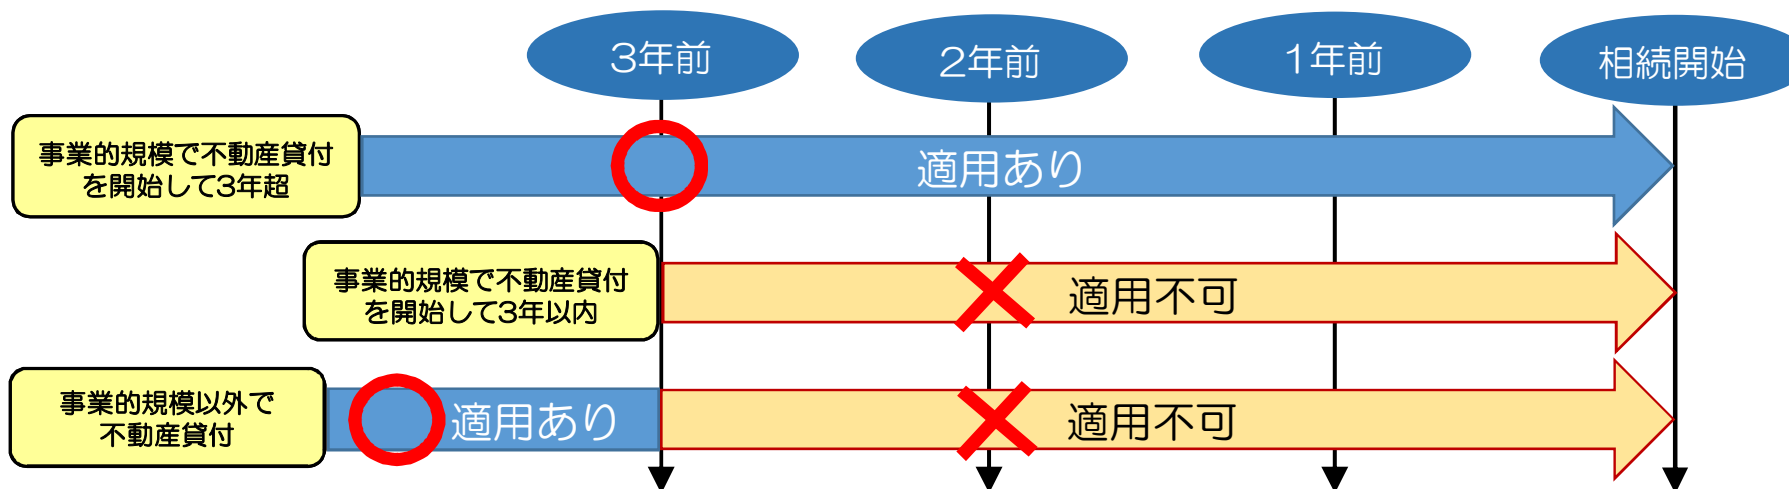 3年前
2年前
1年前
相続開始
事業的規模で不動産貸付
を開始して3年超
適用あり
事業的規模で不動産貸付
を開始して3年以内
適用不可
事業的規模以外で
不動産貸付
適用あり
適用不可